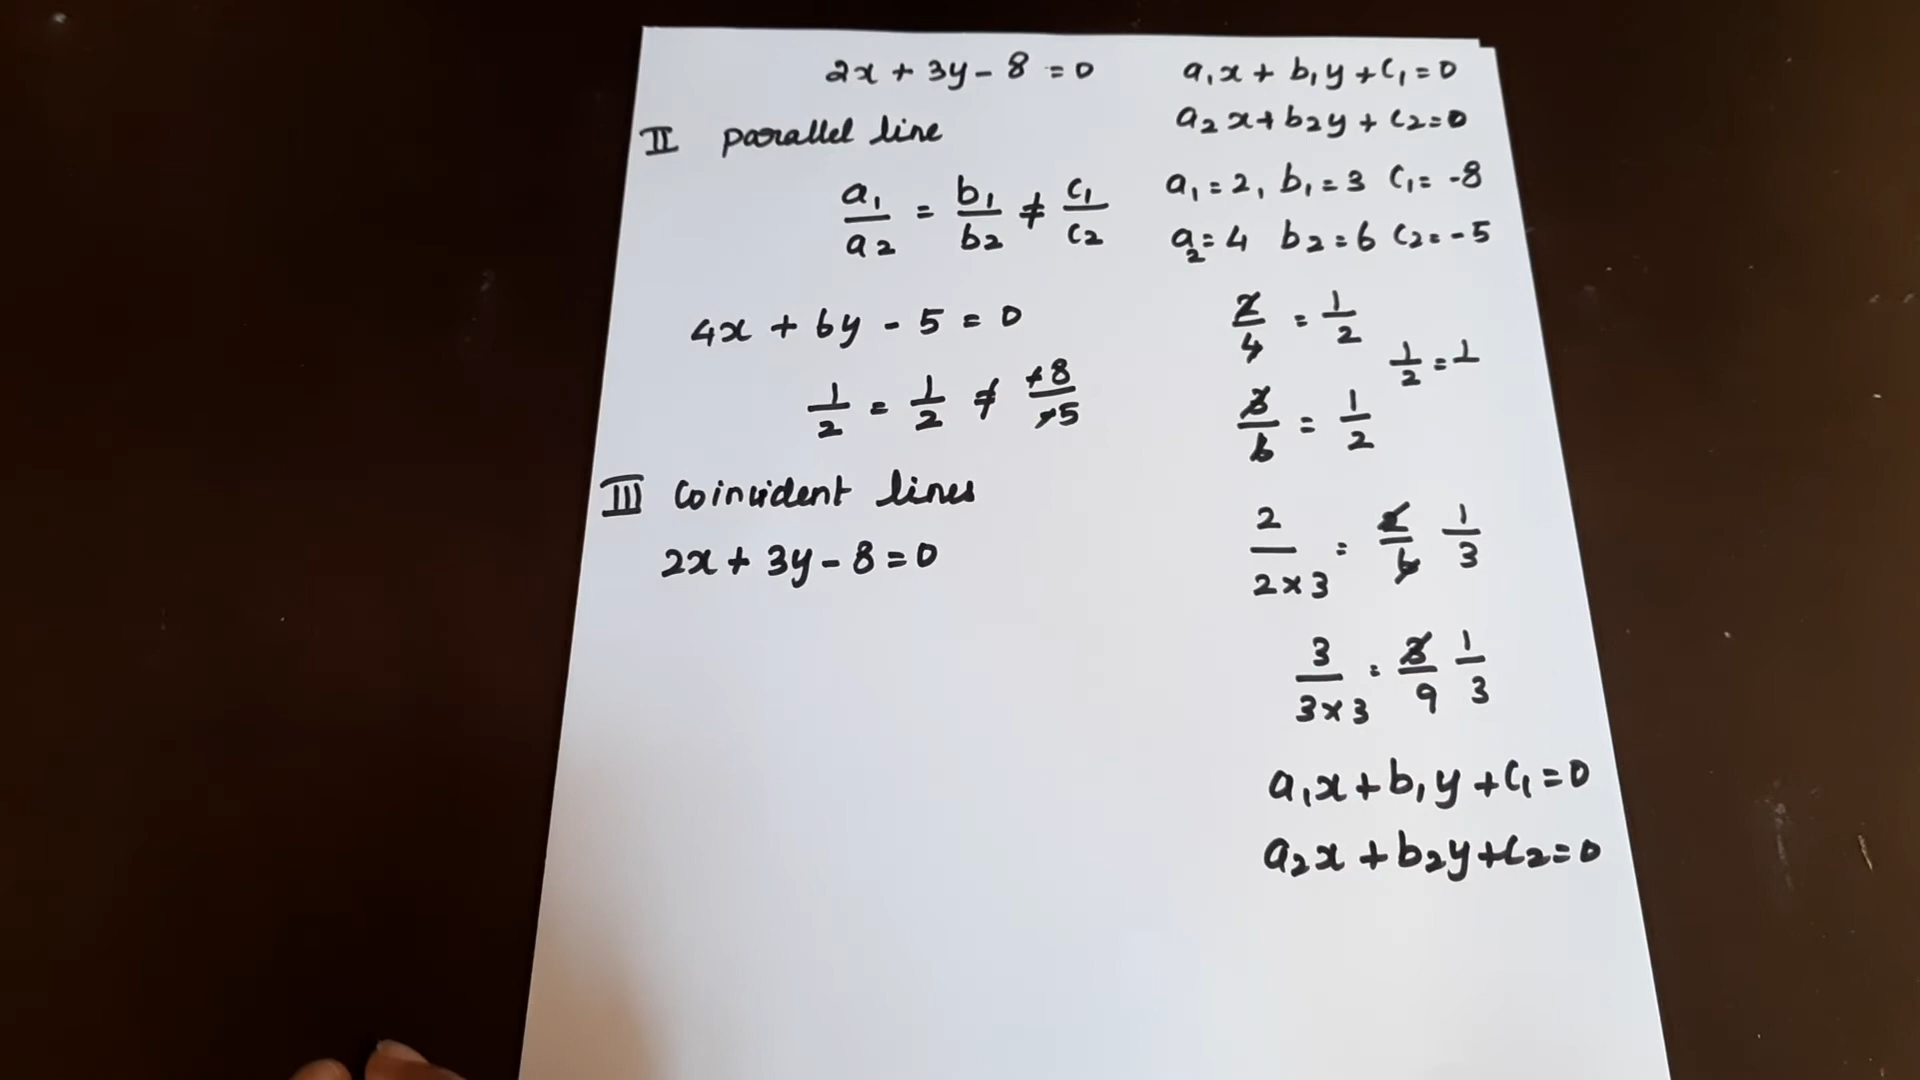 2x + 3y - 8 = 0
II parallel line
a1/a2 = b1/b2 ≠ c1/c2
4x + 6y - 5 = 0
1/2 = 1/2 ≠ +8/+5
III Coincident lines
2x + 3y - 8 = 0
a1x + b1y + c1 = 0
a2x + b2y + c2 = 0
a1 = 2, b1 = 3 c1 = -8
a2 = 4 b2 = 6 c2 = -5
2/4 = 1/2
1/2 = 1
3/6 = 1/2
2/2×3 = 2/6 1/3
3/3×3 = 3/9 1/3
a1x + b1y + c1 = 0
a2x + b2y + c2 = 0